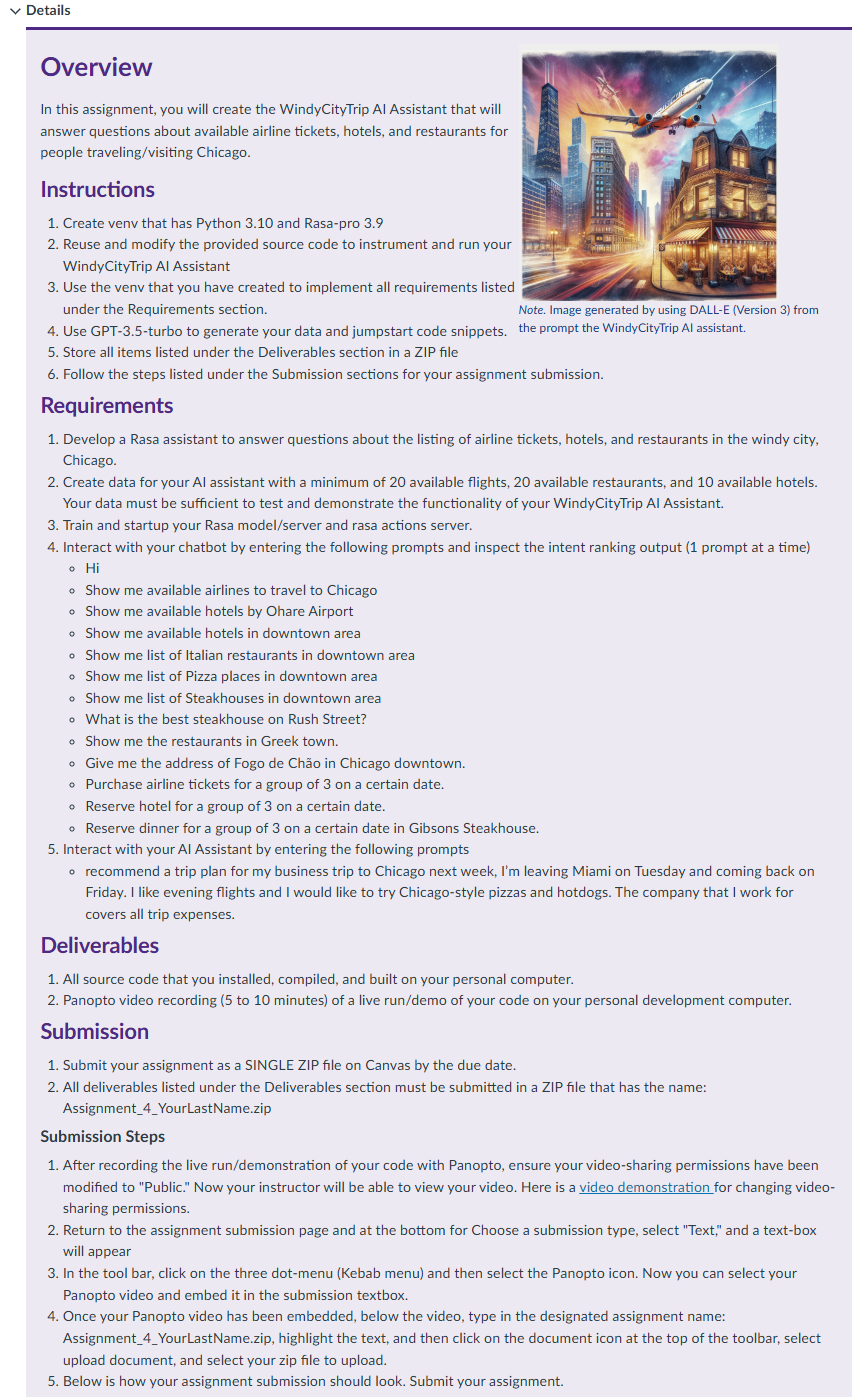 Details
Overview
In this assignment, you will create the WindyCityTrip AI Assistant that will
answer questions about available airline tickets, hotels, and restaurants for
people traveling/visiting Chicago.
Instructions
1. Create venv that has Python 3.10 and Rasa-pro 3.9
2. Reuse and modify the provided source code to instrument and run your
WindyCityTrip AI Assistant
3. Use the venv that you have created to implement all requirements listed
under the Requirements section.
4. Use GPT-3.5-turbo to generate your data and jumpstart code snippets.
5. Store all items listed under the Deliverables section in a ZIP file
6. Follow the steps listed under the Submission sections for your assignment submission.
Note. Image generated by using DALL-E (Version 3) from
the prompt the WindyCityTrip AI assistant.
Requirements
1. Develop a Rasa assistant to answer questions about the listing of airline tickets, hotels, and restaurants in the windy city,
Chicago.
2. Create data for your AI assistant with a minimum of 20 available flights, 20 available restaurants, and 10 available hotels.
Your data must be sufficient to test and demonstrate the functionality of your WindyCityTrip AI Assistant.
3. Train and startup your Rasa model/server and rasa actions server.
4. Interact with your chatbot by entering the following prompts and inspect the intent ranking output (1 prompt at a time)
◦ Hi
◦ Show me available airlines to travel to Chicago
◦ Show me available hotels by Ohare Airport
◦ Show me available hotels in downtown area
◦ Show me list of Italian restaurants in downtown area
◦ Show me list of Pizza places in downtown area
◦ Show me list of Steakhouses in downtown area
◦ What is the best steakhouse on Rush Street?
◦ Show me the restaurants in Greek town.
◦ Give me the address of Fogo de Chão in Chicago downtown.
◦ Purchase airline tickets for a group of 3 on a certain date.
◦ Reserve hotel for a group of 3 on a certain date.
◦ Reserve dinner for a group of 3 on a certain date in Gibsons Steakhouse.
5. Interact with your AI Assistant by entering the following prompts
◦ recommend a trip plan for my business trip to Chicago next week, I'm leaving Miami on Tuesday and coming back on
Friday. I like evening flights and I would like to try Chicago-style pizzas and hotdogs. The company that I work for
covers all trip expenses.
Deliverables
1. All source code that you installed, compiled, and built on your personal computer.
2. Panopto video recording (5 to 10 minutes) of a live run/demo of your code on your personal development computer.
Submission
1. Submit your assignment as a SINGLE ZIP file on Canvas by the due date.
2. All deliverables listed under the Deliverables section must be submitted in a ZIP file that has the name:
Assignment_4_YourLastName.zip
Submission Steps
1. After recording the live run/demonstration of your code with Panopto, ensure your video-sharing permissions have been
modified to "Public." Now your instructor will be able to view your video. Here is a video demonstration for changing video-
sharing permissions.
2. Return to the assignment submission page and at the bottom for Choose a submission type, select "Text," and a text-box
will appear
3. In the tool bar, click on the three dot-menu (Kebab menu) and then select the Panopto icon. Now you can select your
Panopto video and embed it in the submission textbox.
4. Once your Panopto video has been embedded, below the video, type in the designated assignment name:
Assignment_4_YourLastName.zip, highlight the text, and then click on the document icon at the top of the toolbar, select
upload document, and select your zip file to upload.
5. Below is how your assignment submission should look. Submit your assignment.